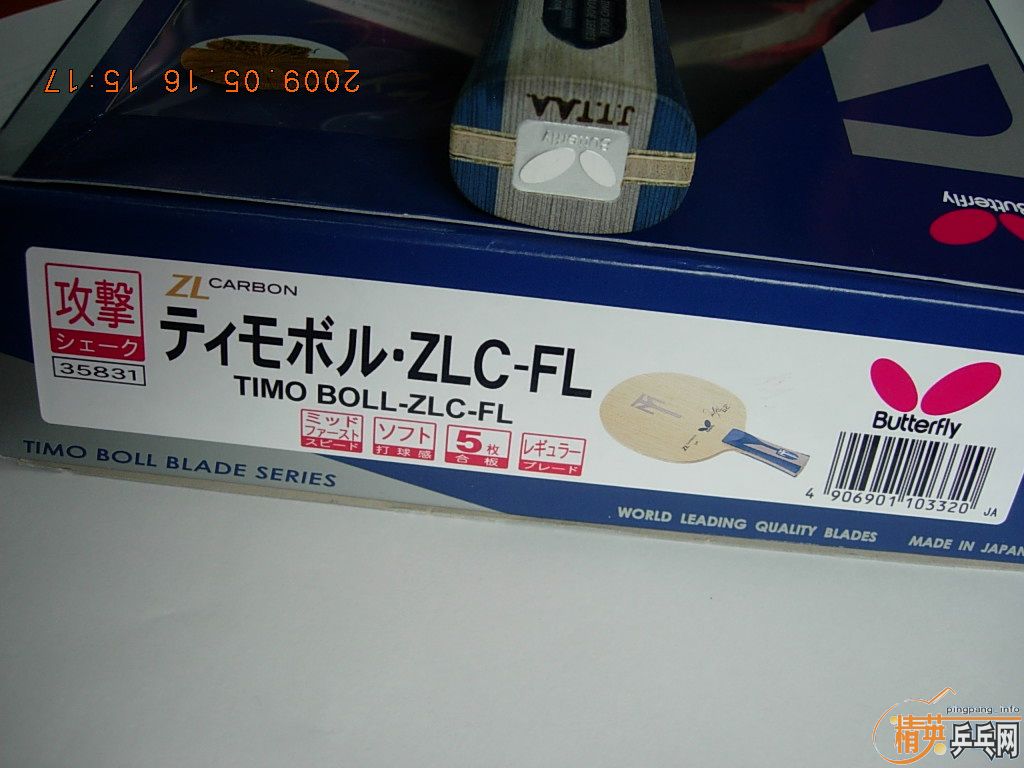 2009.05.16 15:17
J.T.T.A.A.
Butterfly
Butterfly
攻撃
シェーク
35831
ZL CARBON
ティモボル・ZLC-FL
TIMO BOLL-ZLC-FL
ミッド
ファースト
スピード
ソフト
打球感
5枚
合板
レギュラー
ブレード
Butterfly
4 906901 103320 JA
TIMO BOLL BLADE SERIES
WORLD LEADING QUALITY BLADES MADE IN JAPAN
pingpang.info
精英乒乓网